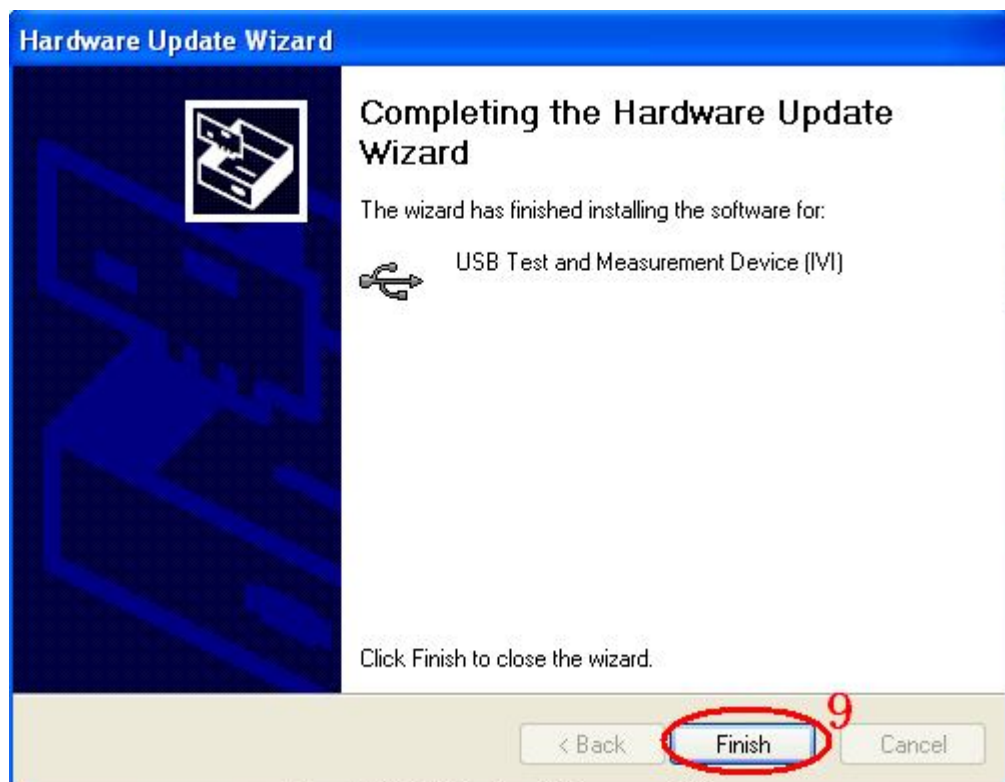 Hardware Update Wizard
Completing the Hardware Update
Wizard
The wizard has finished installing the software for:
USB Test and Measurement Device (IVI)
Click Finish to close the wizard.
9
< Back Finish Cancel